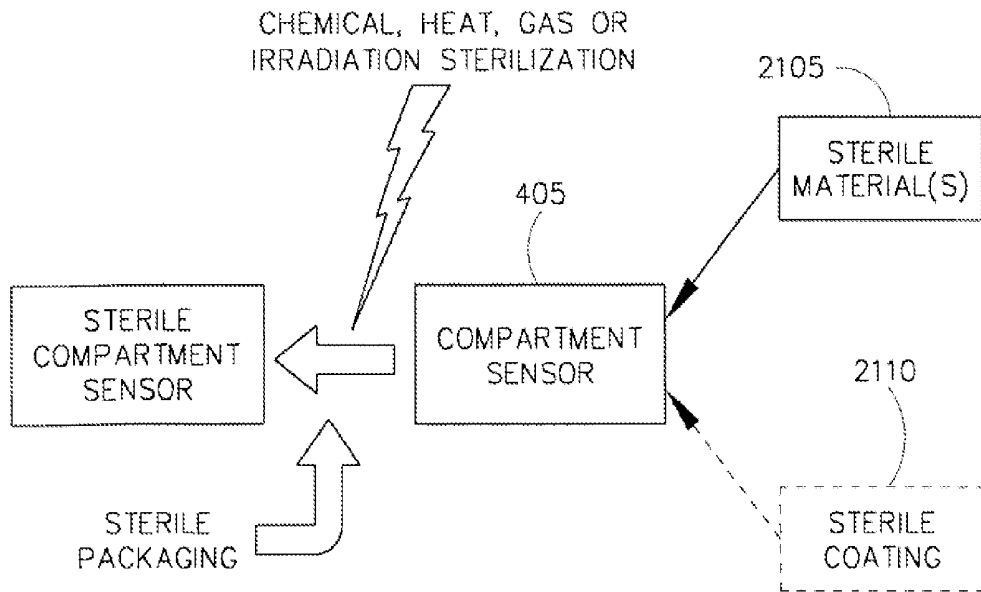 CHEMICAL, HEAT, GAS OR
IRRADIATION STERILIZATION
2105
STERILE
MATERIAL(S)
405
STERILE
COMPARTMENT
SENSOR
COMPARTMENT
SENSOR
2110
STERILE
PACKAGING
STERILE
COATING